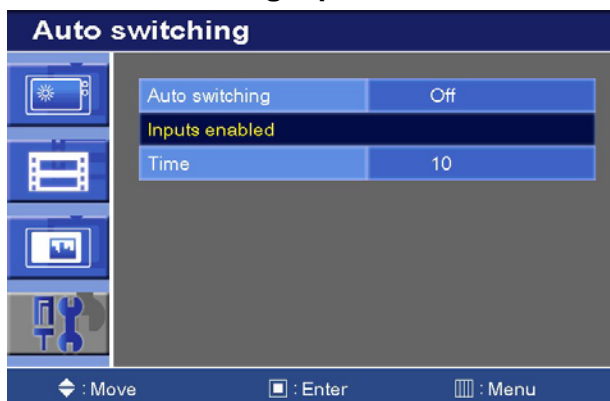 Auto switching
Auto switching Off
Inputs enabled
Time 10
: Move : Enter : Menu